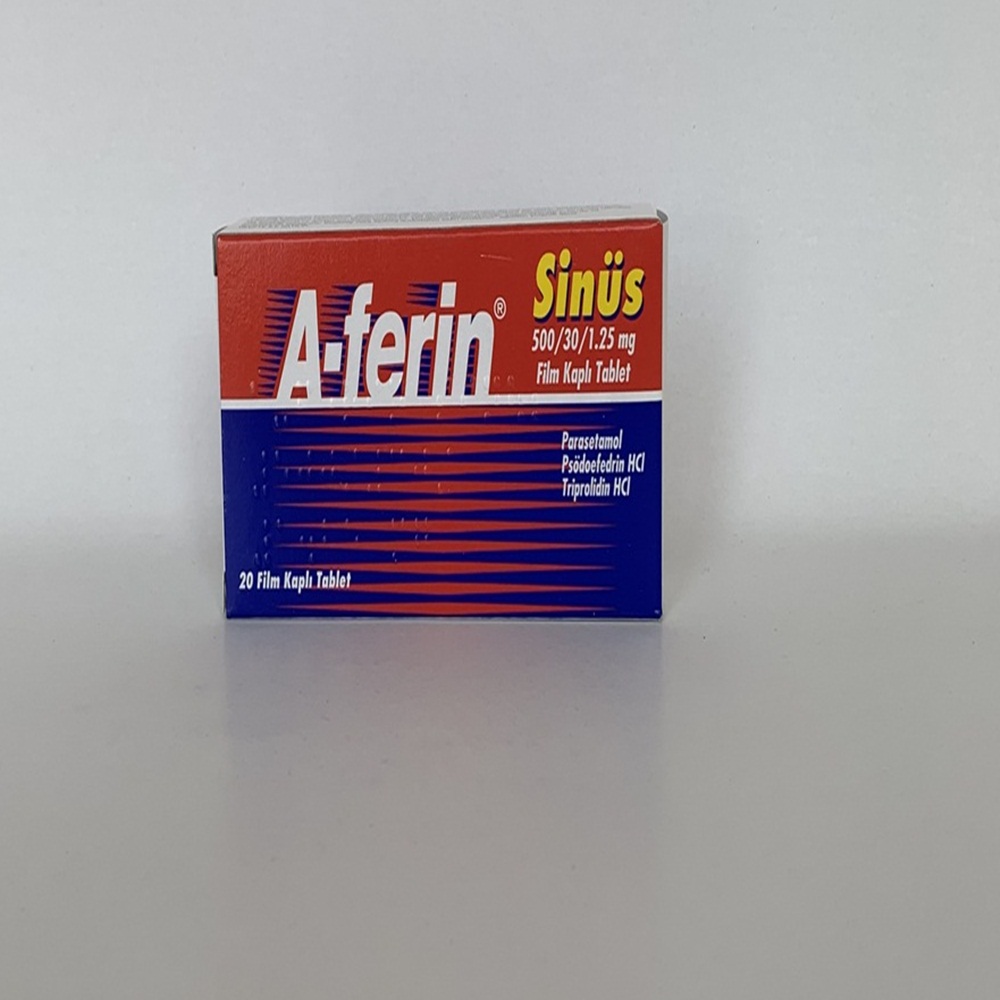 A-ferin®
Sinüs
500/30/1.25 mg
Film Kaplı Tablet
Parasetamol
Psödoefedrin HCl
Triprolidin HCl
20 Film Kaplı Tablet